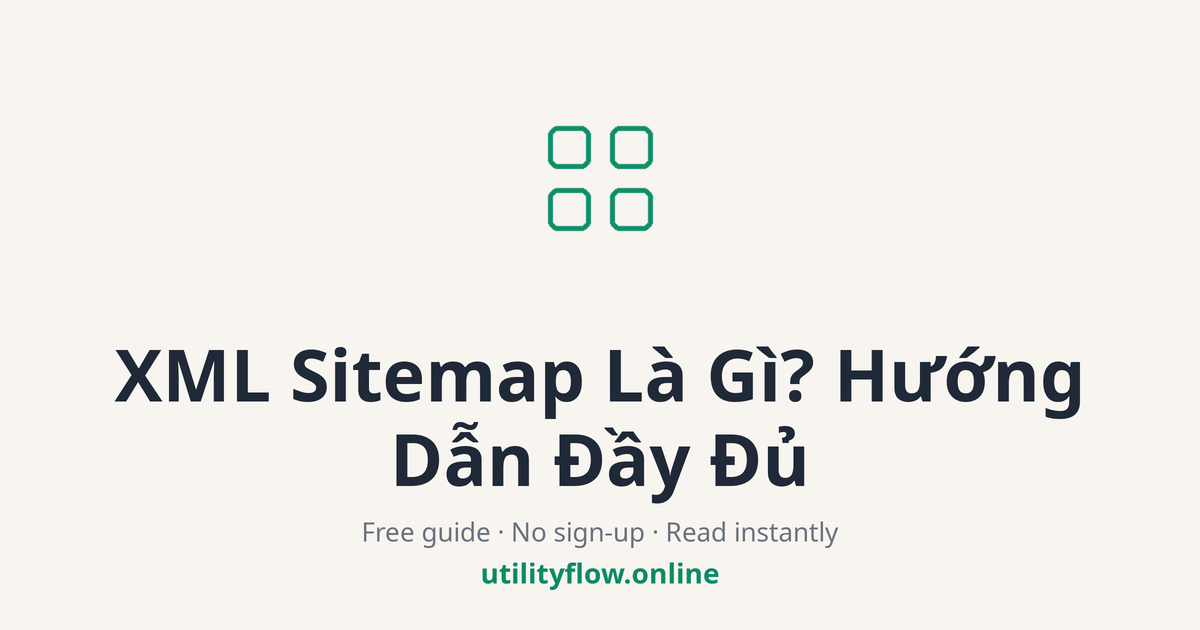 XML Sitemap Là Gì? Hướng
Dẫn Đầy Đủ
Free guide · No sign-up · Read instantly
utilityflow.online